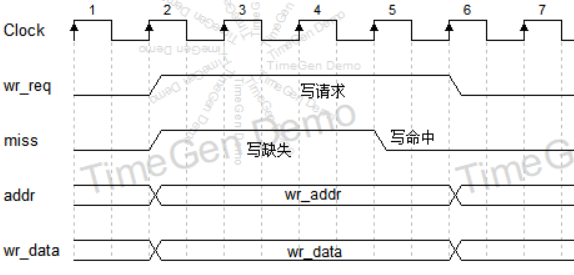 1 2 3 4 5 6 7
Clock
TimeGen Demo
wr_req
写请求
miss
写缺失
写命中
TimeGen Demo
TimeG
addr
wr_addr
wr_data
wr_data